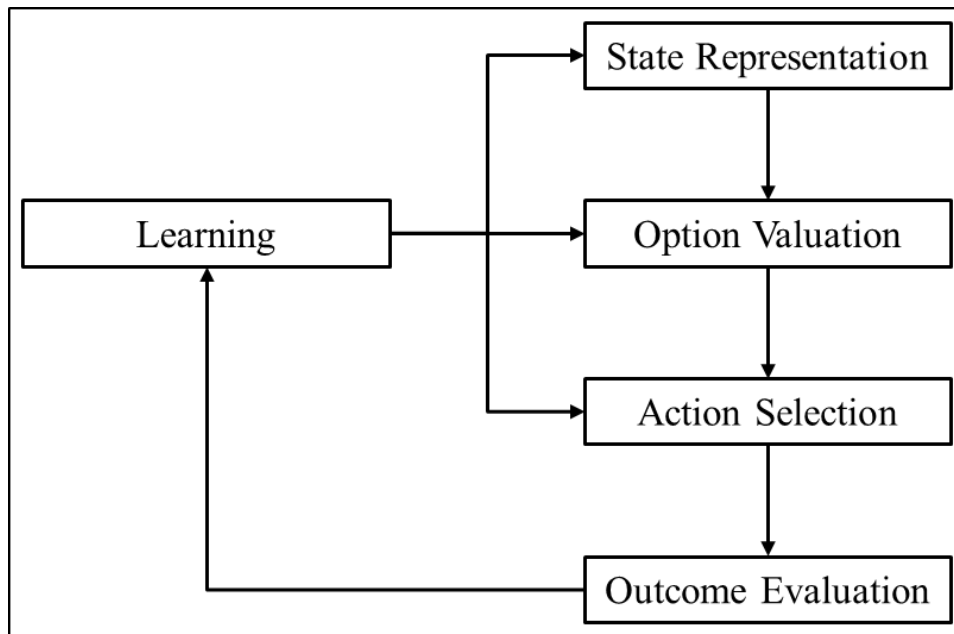 State Representation
Learning
Option Valuation
Action Selection
Outcome Evaluation